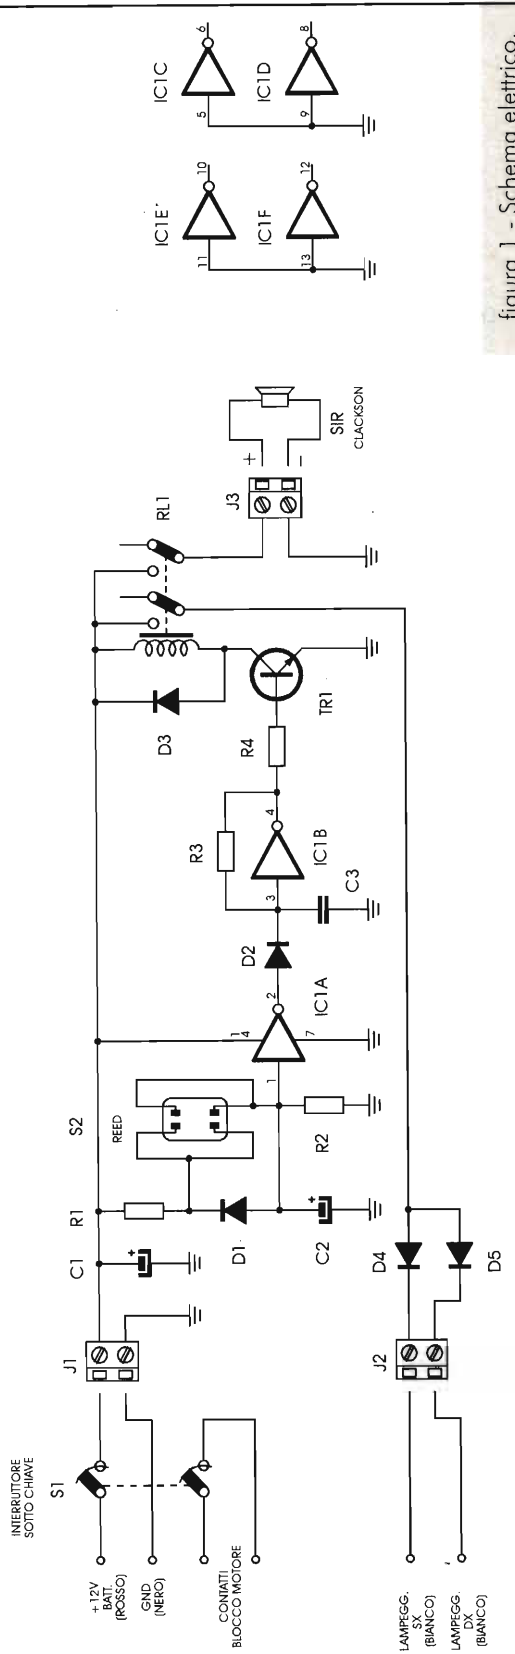 INTERRUTTORE
SOTTO CHIAVE
S1
+12V
BATT.
(ROSSO)
GND
(NERO)
CONTATTI
BLOCCO MOTORE
LAMPEGG.
SX
(BIANCO)
LAMPEGG.
DX
(BIANCO)
J1
J2
C1
+
R1
D1
C2
+
D4
D5
S2
REED
R2
1
14
7
2
IC1A
D2
C3
3
4
IC1B
R3
R4
TR1
D3
RL1
J3
+
-
SIR
CLACKSON
IC1E
11
10
IC1F
13
12
IC1C
5
6
IC1D
9
8
figura 1 - Schema elettrico.